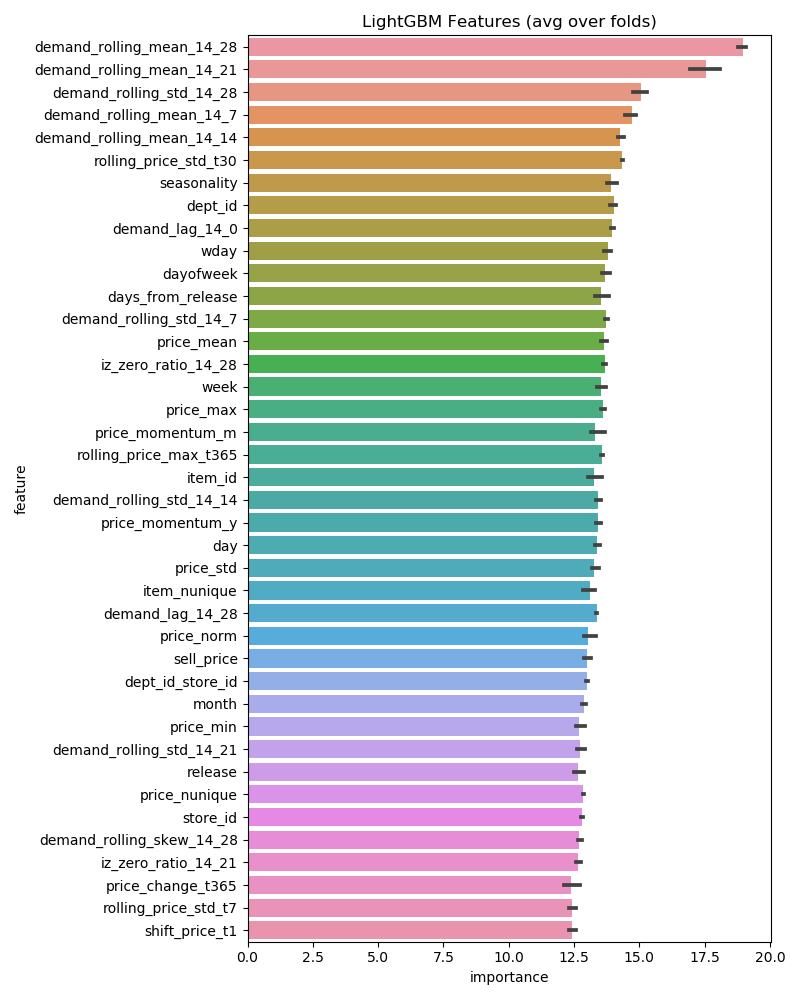 LightGBM Features (avg over folds)
demand_rolling_mean_14_28
demand_rolling_mean_14_21
demand_rolling_std_14_28
demand_rolling_mean_14_7
demand_rolling_mean_14_14
rolling_price_std_t30
seasonality
dept_id
demand_lag_14_0
wday
dayofweek
days_from_release
demand_rolling_std_14_7
price_mean
iz_zero_ratio_14_28
week
price_max
price_momentum_m
rolling_price_max_t365
item_id
demand_rolling_std_14_14
price_momentum_y
day
price_std
item_nunique
demand_lag_14_28
price_norm
sell_price
dept_id_store_id
month
price_min
demand_rolling_std_14_21
release
price_nunique
store_id
demand_rolling_skew_14_28
iz_zero_ratio_14_21
price_change_t365
rolling_price_std_t7
shift_price_t1
feature
0.0 2.5 5.0 7.5 10.0 12.5 15.0 17.5 20.0
importance